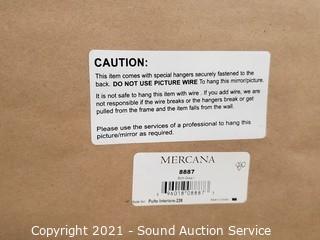 CAUTION:
This item comes with special hangers securely fastened to the
back. DO NOT USE PICTURE WIRE To hang this mirror/picture.
It is not safe to hang this item with wire . If you add wire, we are
not responsible if the wire breaks or the hangers break or get
pulled from the frame and the item falls from the wall.
Please use the services of a professional to hang this
picture/mirror as required.
MERCANA
8887
Copyright 2021 - Sound Auction Service